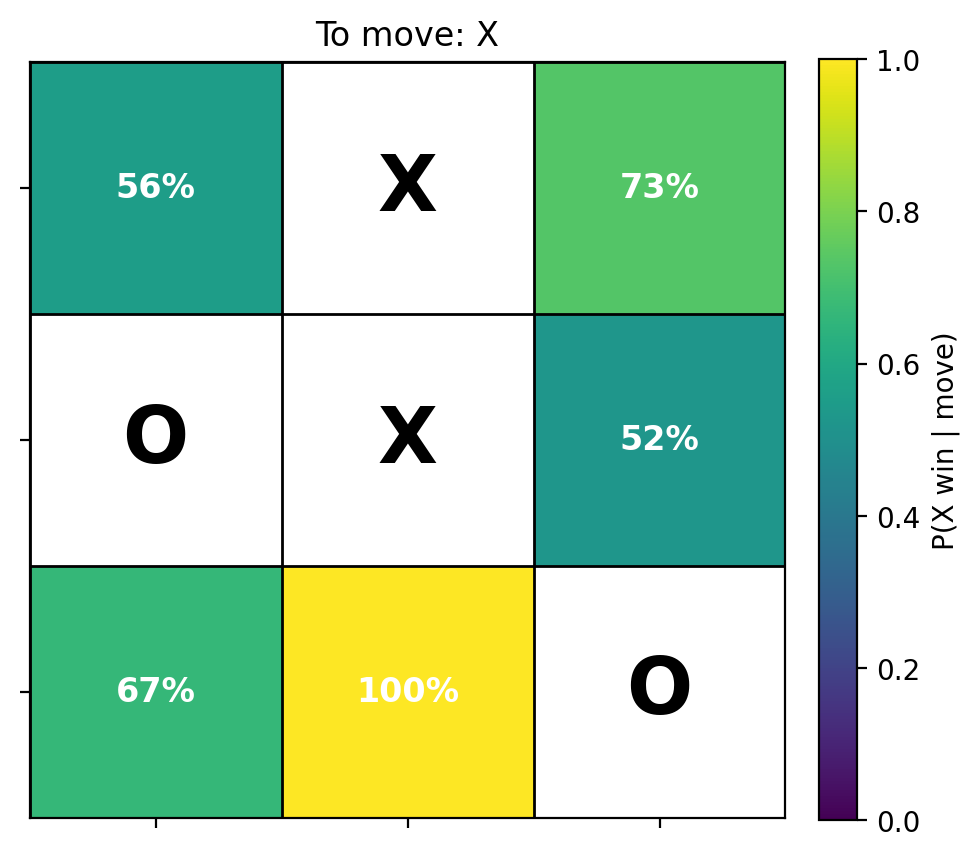 To move: X
56% X 73%
O X 52%
67% 100% O
1.0
0.8
0.6
0.4
0.2
0.0
P(X win | move)